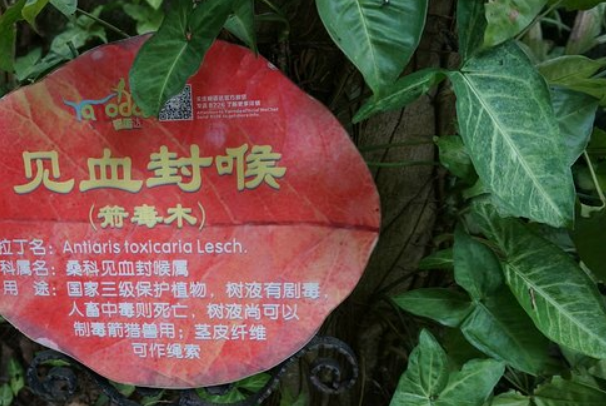 见血封喉
(箭毒木)
拉丁名：Antiaris toxicaria Lesch.
科属名：桑科见血封喉属
用 途：国家三级保护植物，树液有剧毒，
人畜中毒则死亡，树液尚可以
制毒箭猎兽用；茎皮纤维
可作绳索